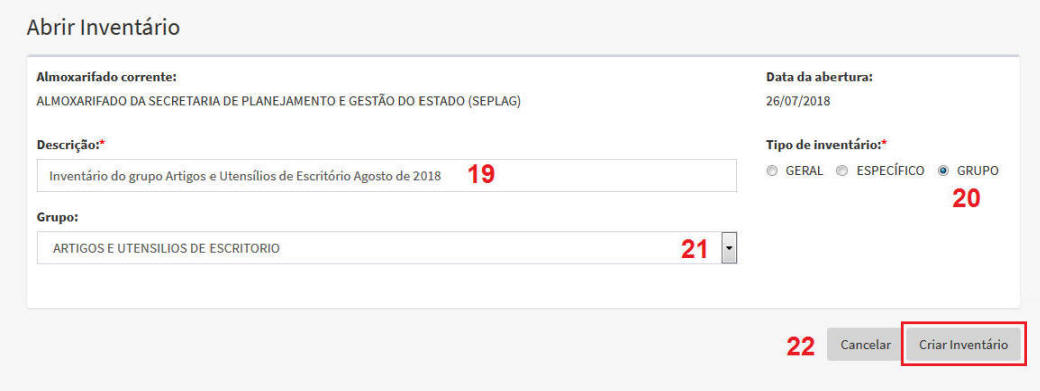 Abrir Inventário
Almoxarifado corrente:
Data da abertura:
ALMOXARIFADO DA SECRETARIA DE PLANEJAMENTO E GESTÃO DO ESTADO (SEPLAG)
26/07/2018
Descrição:*
Tipo de inventário:*
Inventário do grupo Artigos e Utensílios de Escritório Agosto de 2018 19
GERAL ESPECÍFICO GRUPO
20
Grupo:
ARTIGOS E UTENSILIOS DE ESCRITORIO 21
22 Cancelar Criar Inventário